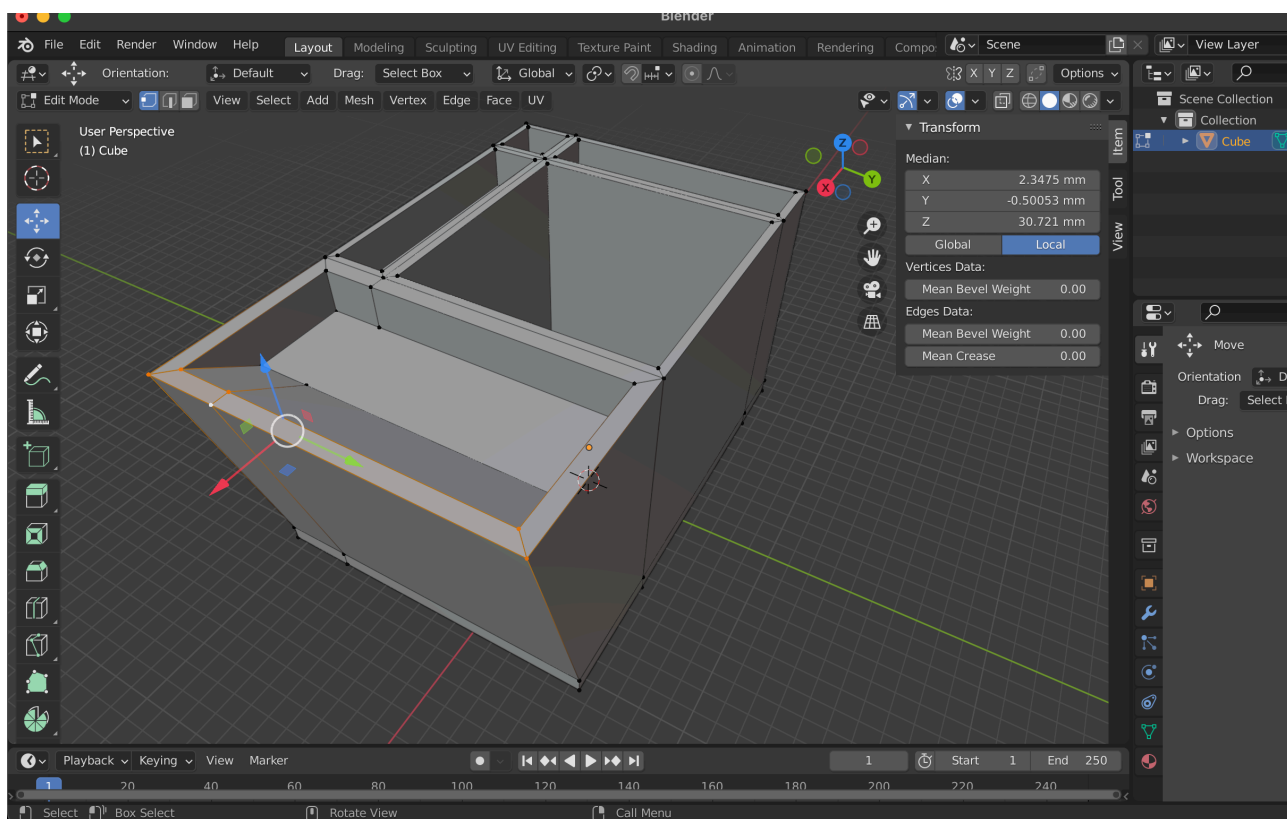 Blender
File Edit Render Window Help Layout Modeling Sculpting UV Editing Texture Paint Shading Animation Rendering Compo Scene View Layer
Orientation: Default Drag: Select Box Global X Y Z Options
Edit Mode View Select Add Mesh Vertex Edge Face UV
User Perspective
(1) Cube
Z
Y
X
Transform
Median:
X 2.3475 mm
Y -0.50053 mm
Z 30.721 mm
Global Local
Vertices Data:
Mean Bevel Weight 0.00
Edges Data:
Mean Bevel Weight 0.00
Mean Crease 0.00
Item
Tool
View
Scene Collection
Collection
Cube
Move
Orientation D
Drag: Select
Options
Workspace
Playback Keying View Marker 1 Start 1 End 250
1 20 40 60 80 100 120 140 160 180 200 220 240
Select Box Select Rotate View Call Menu